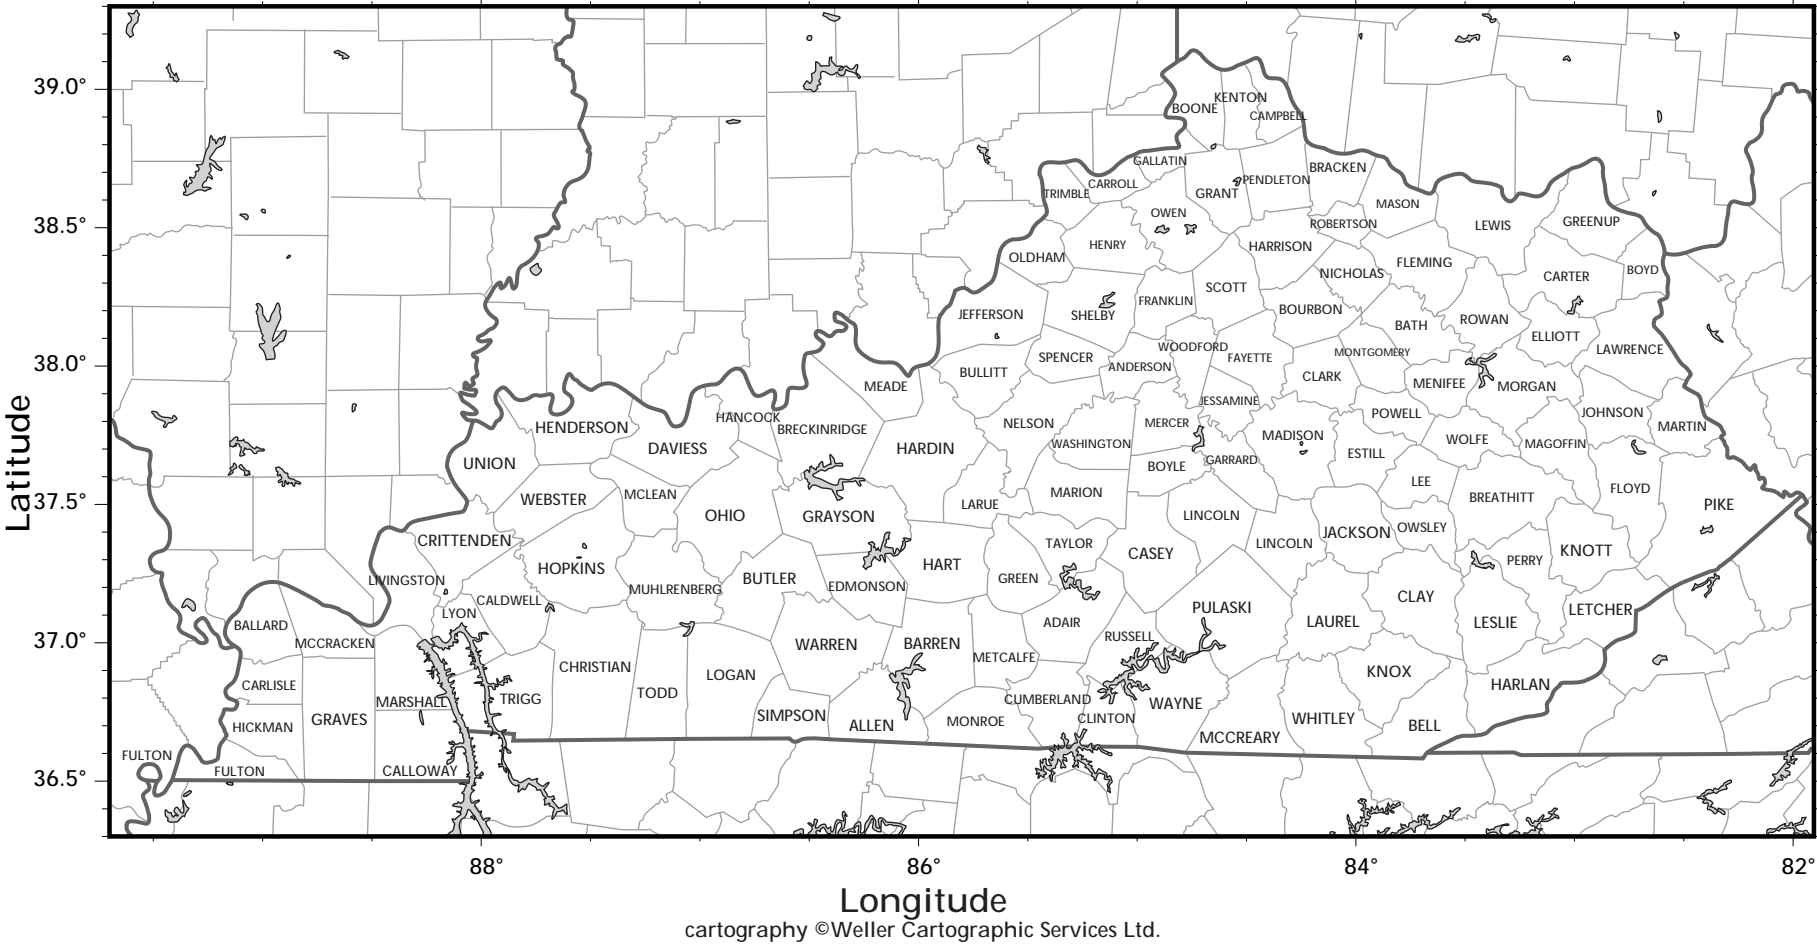 39.0°
38.5°
38.0°
37.5°
37.0°
36.5°
Latitude
BOONE
KENTON
CAMPBELL
GALLATIN
BRACKEN
TRIMBLE
CARROLL
GRANT
PENDLETON
MASON
OWEN
ROBERTSON
LEWIS
GREENUP
HENRY
HARRISON
OLDHAM
NICHOLAS
FLEMING
CARTER
BOYD
JEFFERSON
SHELBY
FRANKLIN
SCOTT
BOURBON
BATH
ROWAN
ELLIOTT
LAWRENCE
WOODFORD
SPENCER
FAYETTE
MONTGOMERY
ANDERSON
BULLITT
MEADE
CLARK
MENIFEE
MORGAN
JESSAMINE
HANCOCK
HENDERSON
BRECKINRIDGE
NELSON
MERCER
POWELL
JOHNSON
MARTIN
DAVIESS
HARDIN
WASHINGTON
MADISON
WOLFE
MAGOFFIN
UNION
BOYLE
GARRARD
ESTILL
WEBSTER
MCLEAN
MARION
LEE
BREATHITT
FLOYD
LARUE
OHIO
GRAYSON
LINCOLN
PIKE
CRITTENDEN
TAYLOR
CASEY
LINCOLN
JACKSON
OWSLEY
HOPKINS
HART
PERRY
KNOTT
LIVINGSTON
BUTLER
EDMONSON
GREEN
MUHLRENBERG
CALDWELL
LYON
CLAY
PULASKI
LETCHER
BALLARD
ADAIR
LAUREL
LESLIE
MCCRACKEN
WARREN
BARREN
RUSSELL
METCALFE
CHRISTIAN
LOGAN
KNOX
CARLISLE
HARLAN
MARSHALL
TRIGG
TODD
CUMBERLAND
WAYNE
HICKMAN
GRAVES
SIMPSON
ALLEN
MONROE
CLINTON
WHITLEY
BELL
MCCREARY
FULTON
FULTON
CALLOWAY
88°
86°
84°
82°
Longitude
cartography ©Weller Cartographic Services Ltd.